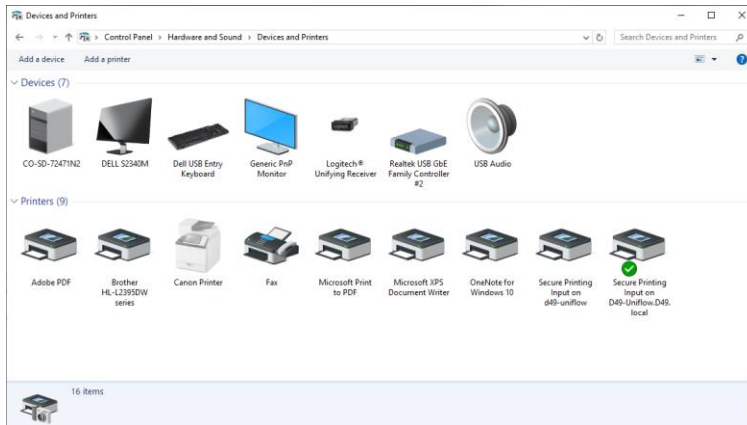 Devices and Printers
Control Panel > Hardware and Sound > Devices and Printers
Search Devices and Printers
Add a device Add a printer
Devices (7)
CO-SD-72471N2
DELL S2340M
Dell USB Entry
Keyboard
Generic PnP
Monitor
Logitech®
Unifying Receiver
Realtek USB GbE
Family Controller
#2
USB Audio
Printers (9)
Adobe PDF
Brother
HL-L2395DW
series
Canon Printer
Fax
Microsoft Print
to PDF
Microsoft XPS
Document Writer
OneNote for
Windows 10
Secure Printing
Input on
d49-uniflow
Secure Printing
Input on
D49-Uniflow.D49.
local
16 items